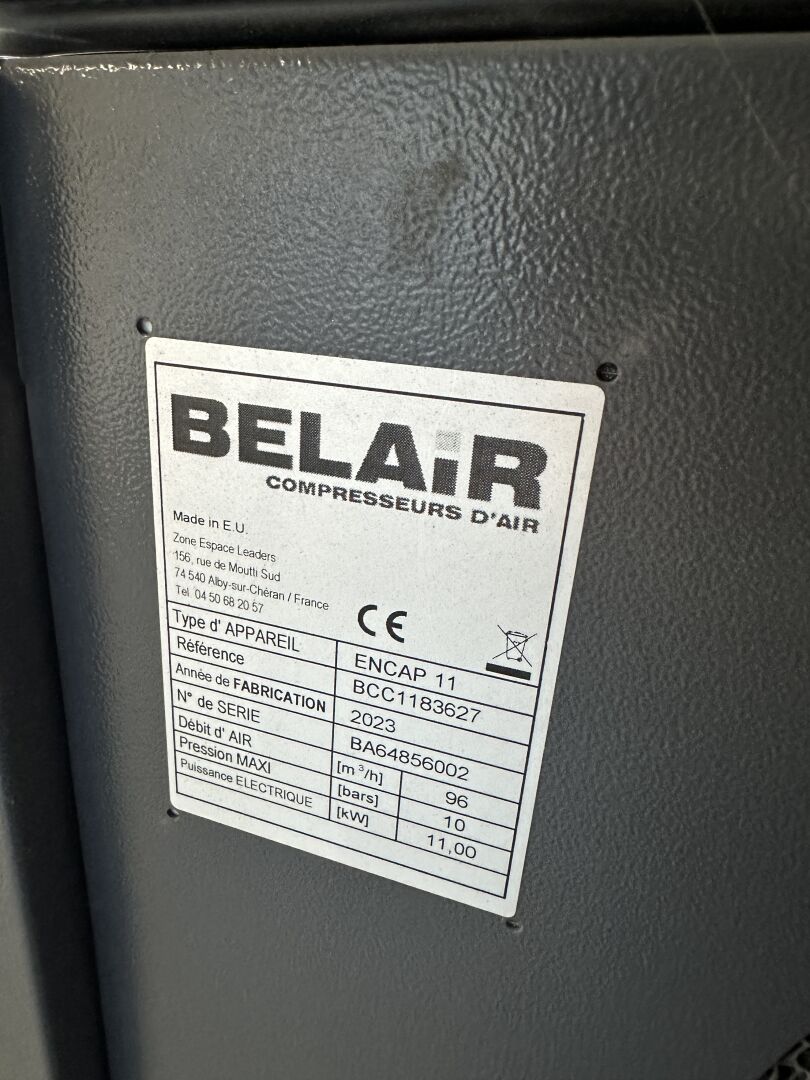 BELAiR
COMPRESSEURS D'AIR
Made in E.U.
Zone Espace Leaders
156, rue de Moutti Sud
74 540 Alby-sur-Chéran / France
Tel. 04 50 68 20 57
CE
Type d' APPAREIL ENCAP 11
Référence BCC1183627
Année de FABRICATION 2023
N° de SERIE BA64856002
Débit d' AIR [m³/h] 96
Pression MAXI [bars] 10
Puissance ELECTRIQUE [kW] 11,00